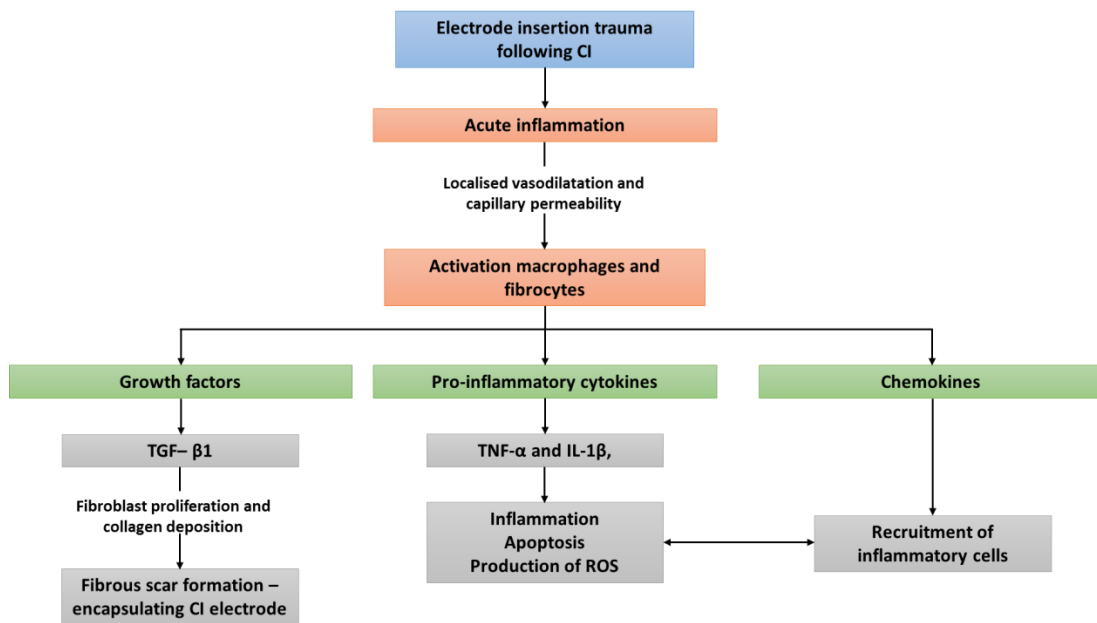 Electrode insertion trauma
following CI
Acute inflammation
Localised vasodilatation and
capillary permeability
Activation macrophages and
fibrocytes
Growth factors
Pro-inflammatory cytokines
Chemokines
TGF– β1
TNF-α and IL-1β,
Fibroblast proliferation and
collagen deposition
Inflammation
Apoptosis
Production of ROS
Recruitment of
inflammatory cells
Fibrous scar formation –
encapsulating CI electrode